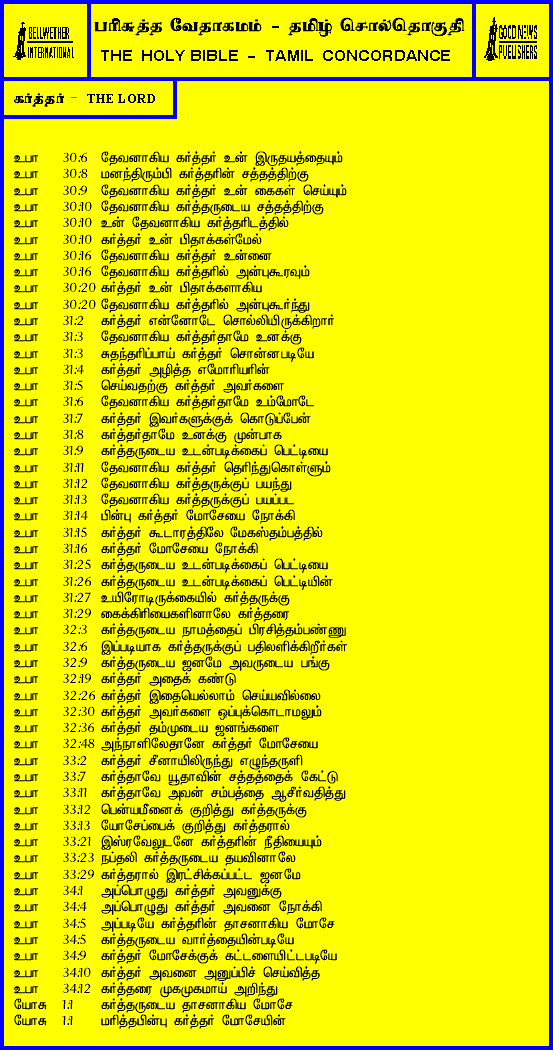 BELLWETHER INTERNATIONAL
பரிசுத்த வேதாகமம் - தமிழ் சொல்தொகுதி
THE HOLY BIBLE - TAMIL CONCORDANCE
GOOD NEWS PUBLISHERS
கர்த்தர் - THE LORD
உபா 30:6 தேவனாகிய கர்த்தர் உன் இருதயத்தையும்
உபா 30:8 மனந்திரும்பி கர்த்தரின் சத்தத்திற்கு
உபா 30:9 தேவனாகிய கர்த்தர் உன் கைகள் செய்யும்
உபா 30:10 தேவனாகிய கர்த்தருடைய சத்தத்திற்கு
உபா 30:10 உன் தேவனாகிய கர்த்தரிடத்தில்
உபா 30:10 கர்த்தர் உன் பிதாக்கள்மேல்
உபா 30:16 தேவனாகிய கர்த்தர் உன்னை
உபா 30:16 தேவனாகிய கர்த்தரில் அன்புகூரவும்
உபா 30:20 கர்த்தர் உன் பிதாக்களாகிய
உபா 30:20 தேவனாகிய கர்த்தரில் அன்புகூர்ந்து
உபா 31:2 கர்த்தர் என்னோடே சொல்லியிருக்கிறார்
உபா 31:3 தேவனாகிய கர்த்தர்தாமே உனக்கு
உபா 31:3 சுதந்தரிப்பாய் கர்த்தர் சொன்னபடியே
உபா 31:4 கர்த்தர் அழித்த எமோரியரின்
உபா 31:5 செய்வதற்கு கர்த்தர் அவர்களை
உபா 31:6 தேவனாகிய கர்த்தர்தாமே உம்மோடே
உபா 31:7 கர்த்தர் இவர்களுக்குக் கொடுப்பேன்
உபா 31:8 கர்த்தர்தாமே உனக்கு முன்பாக
உபா 31:9 கர்த்தருடைய உடன்படிக்கைப் பெட்டியை
உபா 31:11 தேவனாகிய கர்த்தர் தெரிந்துகொள்ளும்
உபா 31:12 தேவனாகிய கர்த்தருக்குப் பயந்து
உபா 31:13 தேவனாகிய கர்த்தருக்குப் பயப்பட
உபா 31:14 பின்பு கர்த்தர் மோசேயை நோக்கி
உபா 31:15 கர்த்தர் கூடாரத்திலே மேகஸ்தம்பத்தில்
உபா 31:16 கர்த்தர் மோசேயை நோக்கி
உபா 31:25 கர்த்தருடைய உடன்படிக்கைப் பெட்டியை
உபா 31:26 கர்த்தருடைய உடன்படிக்கைப் பெட்டியின்
உபா 31:27 உயிரோடிருக்கையில் கர்த்தருக்கு
உபா 31:29 கைக்கிரியைகளினாலே கர்த்தரை
உபா 32:3 கர்த்தருடைய நாமத்தைப் பிரசித்தம்பண்ணு
உபா 32:6 இப்படியாக கர்த்தருக்குப் பதிலளிக்கிறீர்கள்
உபா 32:9 கர்த்தருடைய ஜனமே அவருடைய பங்கு
உபா 32:19 கர்த்தர் அதைக் கண்டு
உபா 32:26 கர்த்தர் இதையெல்லாம் செய்யவில்லை
உபா 32:30 கர்த்தர் அவர்களை ஒப்புக்கொடாமலும்
உபா 32:36 கர்த்தர் தம்முடைய ஜனங்களை
உபா 32:48 அந்நாளிலேதானே கர்த்தர் மோசேயை
உபா 33:2 கர்த்தர் சீனாயிலிருந்து எழுந்தருளி
உபா 33:7 கர்த்தாவே யூதாவின் சத்தத்தைக் கேட்டு
உபா 33:11 கர்த்தாவே அவன் சம்பத்தை ஆசீர்வதித்து
உபா 33:12 பென்யமீனைக் குறித்து கர்த்தருக்கு
உபா 33:13 யோசேப்பைக் குறித்து கர்த்தரால்
உபா 33:21 இஸ்ரவேலுடனே கர்த்தரின் நீதியையும்
உபா 33:23 நப்தலி கர்த்தருடைய தயவினாலே
உபா 33:29 கர்த்தரால் இரட்சிக்கப்பட்ட ஜனமே
உபா 34:1 அப்பொழுது கர்த்தர் அவனுக்கு
உபா 34:4 அப்பொழுது கர்த்தர் அவனை நோக்கி
உபா 34:5 அப்படியே கர்த்தரின் தாசனாகிய மோசே
உபா 34:5 கர்த்தருடைய வார்த்தையின்படியே
உபா 34:9 கர்த்தர் மோசேக்குக் கட்டளையிட்டபடியே
உபா 34:10 கர்த்தர் அவனை அனுப்பிச் செய்வித்த
உபா 34:12 கர்த்தரை முகமுகமாய் அறிந்து
யோசு 1:1 கர்த்தருடைய தாசனாகிய மோசே
யோசு 1:1 மரித்தபின்பு கர்த்தர் மோசேயின்